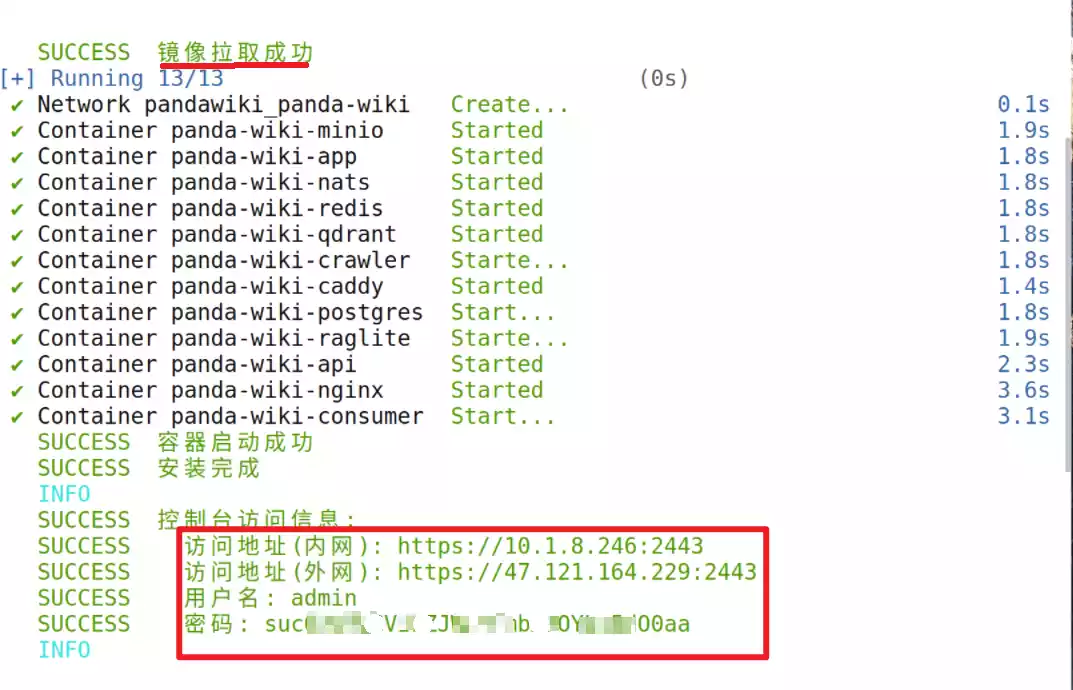 SUCCESS 镜像拉取成功
[+] Running 13/13 (0s)
✔ Network pandawiki_panda-wiki Create... 0.1s
✔ Container panda-wiki-minio Started 1.9s
✔ Container panda-wiki-app Started 1.8s
✔ Container panda-wiki-nats Started 1.8s
✔ Container panda-wiki-redis Started 1.8s
✔ Container panda-wiki-qdrant Started 1.8s
✔ Container panda-wiki-crawler Starte... 1.8s
✔ Container panda-wiki-caddy Started 1.4s
✔ Container panda-wiki-postgres Start... 1.8s
✔ Container panda-wiki-raglite Starte... 1.9s
✔ Container panda-wiki-api Started 2.3s
✔ Container panda-wiki-nginx Started 3.6s
✔ Container panda-wiki-consumer Start... 3.1s
SUCCESS 容器启动成功
SUCCESS 安装完成
INFO
SUCCESS 控制台访问信息:
SUCCESS 访问地址(内网): https://10.1.8.246:2443
SUCCESS 访问地址(外网): https://47.121.164.229:2443
SUCCESS 用户名: admin
SUCCESS 密码:
INFO